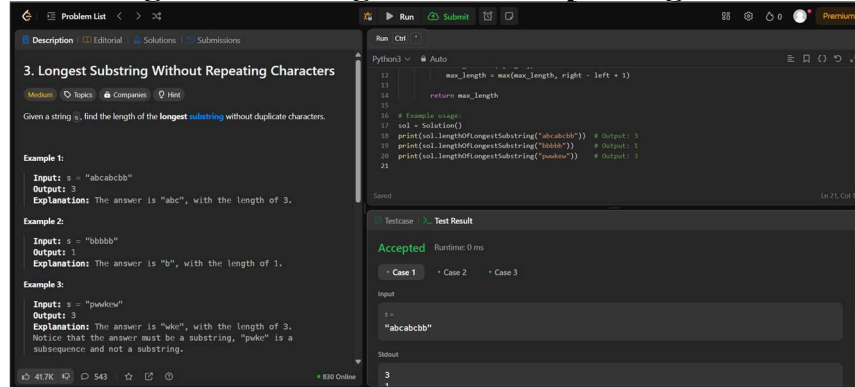 Problem List
Run
Submit
0
Premium
Description
Editorial
Solutions
Submissions
3. Longest Substring Without Repeating Characters
Medium
Topics
Companies
Hint
Given a string s, find the length of the longest substring without duplicate characters.
Example 1:
Input: s = "abcabcbb"
Output: 3
Explanation: The answer is "abc", with the length of 3.
Example 2:
Input: s = "bbbbb"
Output: 1
Explanation: The answer is "b", with the length of 1.
Example 3:
Input: s = "pwwkew"
Output: 3
Explanation: The answer is "wke", with the length of 3.
Notice that the answer must be a substring, "pwke" is a
subsequence and not a substring.
41.7K
543
830 Online
Run Ctrl '
Python3
Auto
12 max_length = max(max_length, right - left + 1)
13
14 return max_length
15
16 # Example usage:
17 sol = Solution()
18 print(sol.lengthOfLongestSubstring("abcabcbb")) # Output: 3
19 print(sol.lengthOfLongestSubstring("bbbbb")) # Output: 1
20 print(sol.lengthOfLongestSubstring("pwwkew")) # Output: 3
21
Saved
Ln 21, Col 1
Testcase
Test Result
Accepted
Runtime: 0 ms
Case 1
Case 2
Case 3
Input
s =
"abcabcbb"
Stdout
3
1